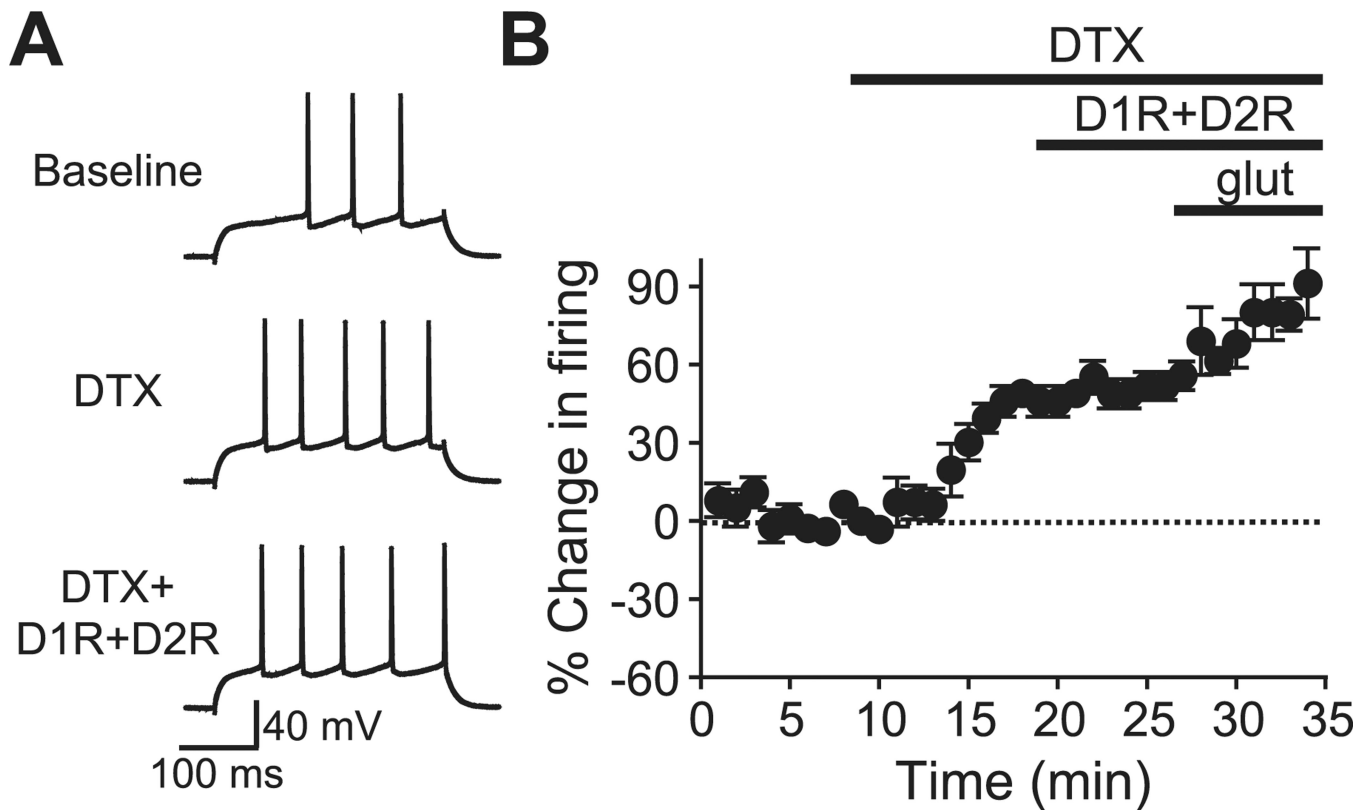 A
B
Baseline
DTX
DTX+
D1R+D2R
40 mV
100 ms
DTX
D1R+D2R
glut
% Change in firing
90
60
30
0
-30
-60
0 5 10 15 20 25 30 35
Time (min)